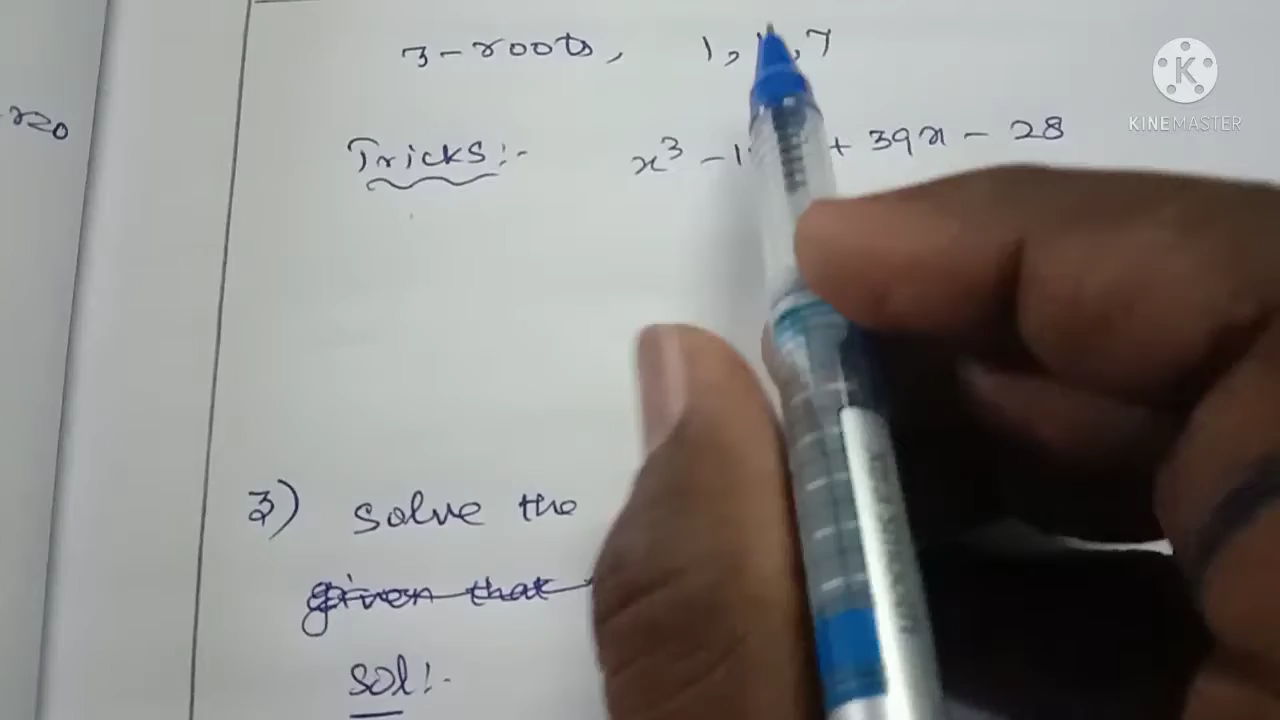 3-roots, 1, ,7
Tricks:- x³ - 1 + 39x - 28
3) solve the
given that
Sol:-
KINEMASTER